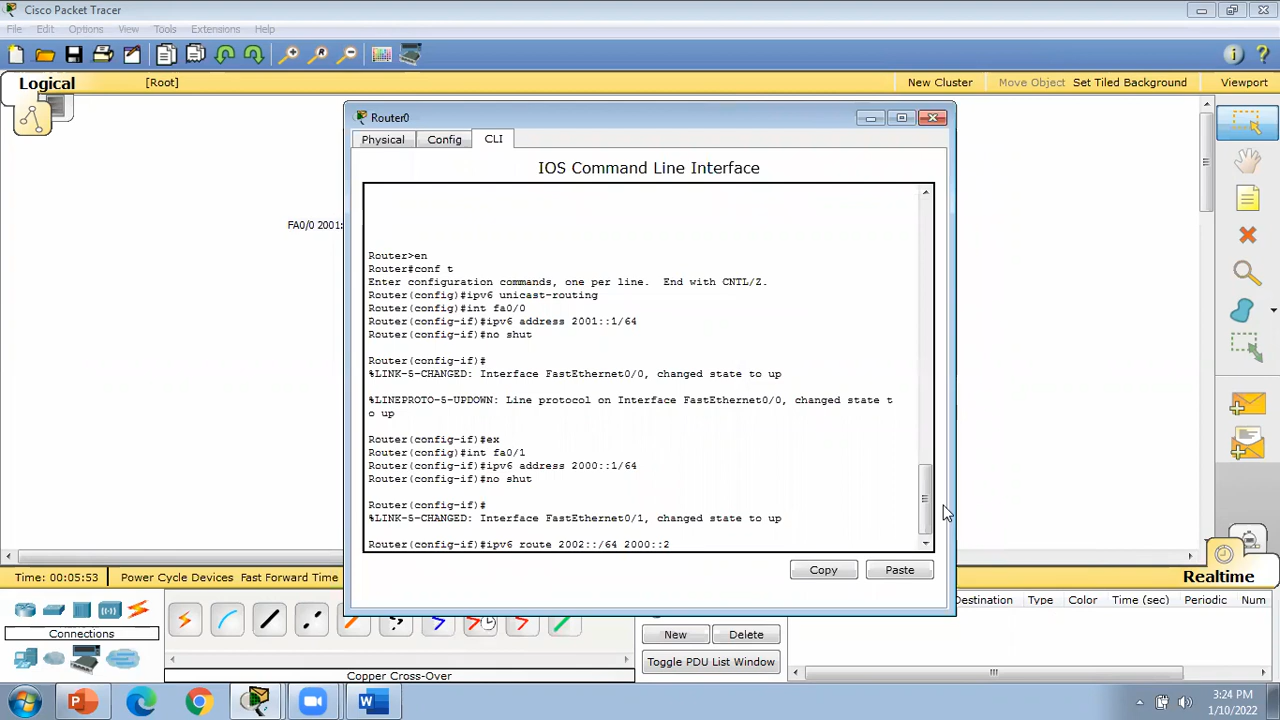 Cisco Packet Tracer
File Edit Options View Tools Extensions Help
Logical
[Root]
New Cluster
Move Object
Set Tiled Background
Viewport
FA0/0 2001:
Router0
Physical
Config
CLI
IOS Command Line Interface
Router>en
Router#conf t
Enter configuration commands, one per line.  End with CNTL/Z.
Router(config)#ipv6 unicast-routing
Router(config)#int fa0/0
Router(config-if)#ipv6 address 2001::1/64
Router(config-if)#no shut
Router(config-if)#
%LINK-5-CHANGED: Interface FastEthernet0/0, changed state to up
%LINEPROTO-5-UPDOWN: Line protocol on Interface FastEthernet0/0, changed state t
o up
Router(config-if)#ex
Router(config)#int fa0/1
Router(config-if)#ipv6 address 2000::1/64
Router(config-if)#no shut
Router(config-if)#
%LINK-5-CHANGED: Interface FastEthernet0/1, changed state to up
Router(config-if)#ipv6 route 2002::/64 2000::2
Copy
Paste
Time: 00:05:53
Power Cycle Devices
Fast Forward Time
Realtime
Connections
Copper Cross-Over
New
Delete
Toggle PDU List Window
Destination Type Color Time (sec) Periodic Num
3:24 PM
1/10/2022